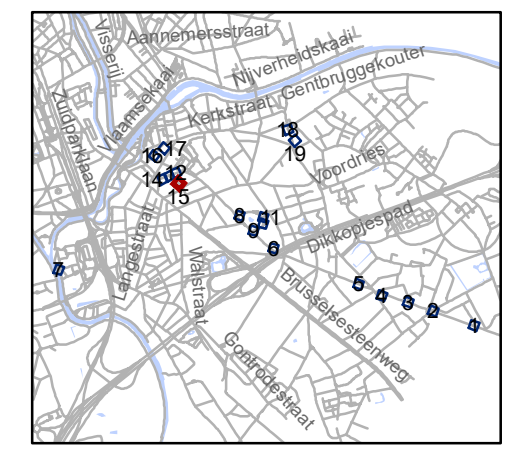 Visserij
Aannemersstraat
Nijverheidskaai
Zuidparklaan
Vlaamsekaai
Kerkstraat
Gentbruggekouter
18
19
16
17
Voordries
14
12
15
Langestraat
8
11
9
6
Dikkopjespad
7
Walstraat
Brusselsesteenweg
5
4
3
2
1
Gontrodestraat